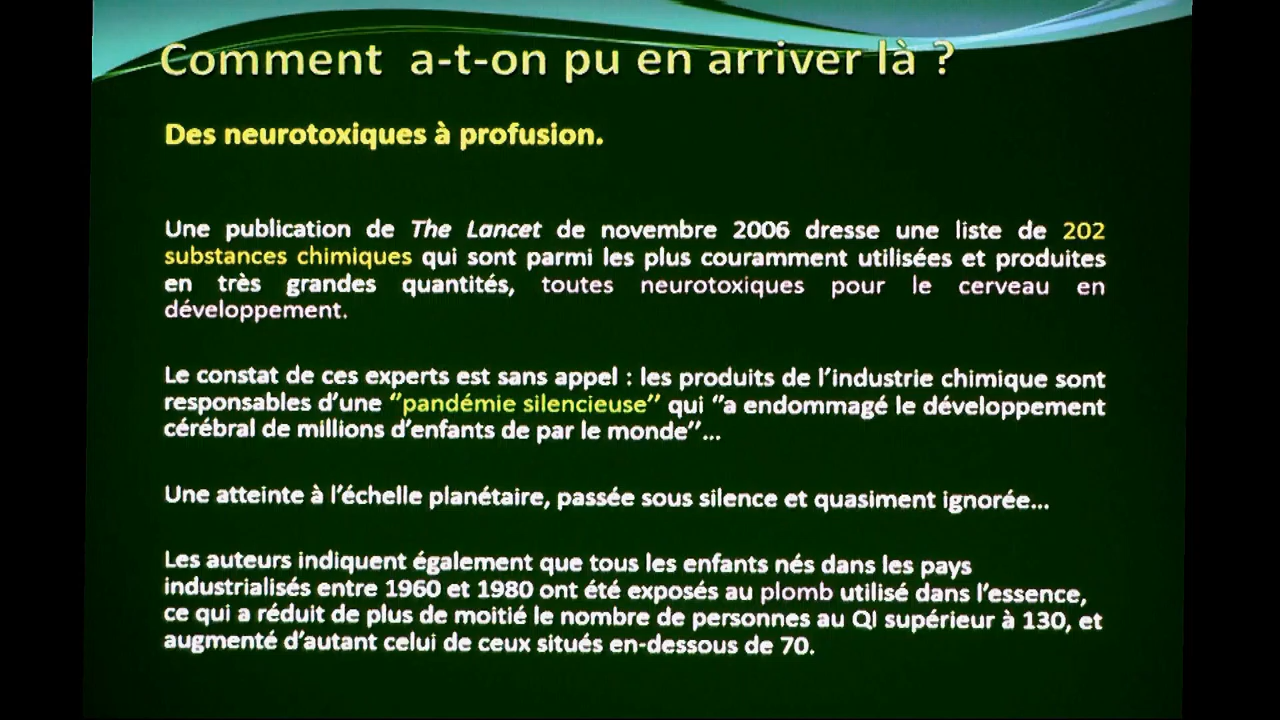 Comment a-t-on pu en arriver là ?
Des neurotoxiques à profusion.
Une publication de The Lancet de novembre 2006 dresse une liste de 202
substances chimiques qui sont parmi les plus couramment utilisées et produites
en très grandes quantités, toutes neurotoxiques pour le cerveau en
développement.
Le constat de ces experts est sans appel : les produits de l'industrie chimique sont
responsables d'une ‘’pandémie silencieuse’’ qui ‘’a endommagé le développement
cérébral de millions d'enfants de par le monde’’...
Une atteinte à l'échelle planétaire, passée sous silence et quasiment ignorée...
Les auteurs indiquent également que tous les enfants nés dans les pays
industrialisés entre 1960 et 1980 ont été exposés au plomb utilisé dans l'essence,
ce qui a réduit de plus de moitié le nombre de personnes au QI supérieur à 130, et
augmenté d'autant celui de ceux situés en-dessous de 70.